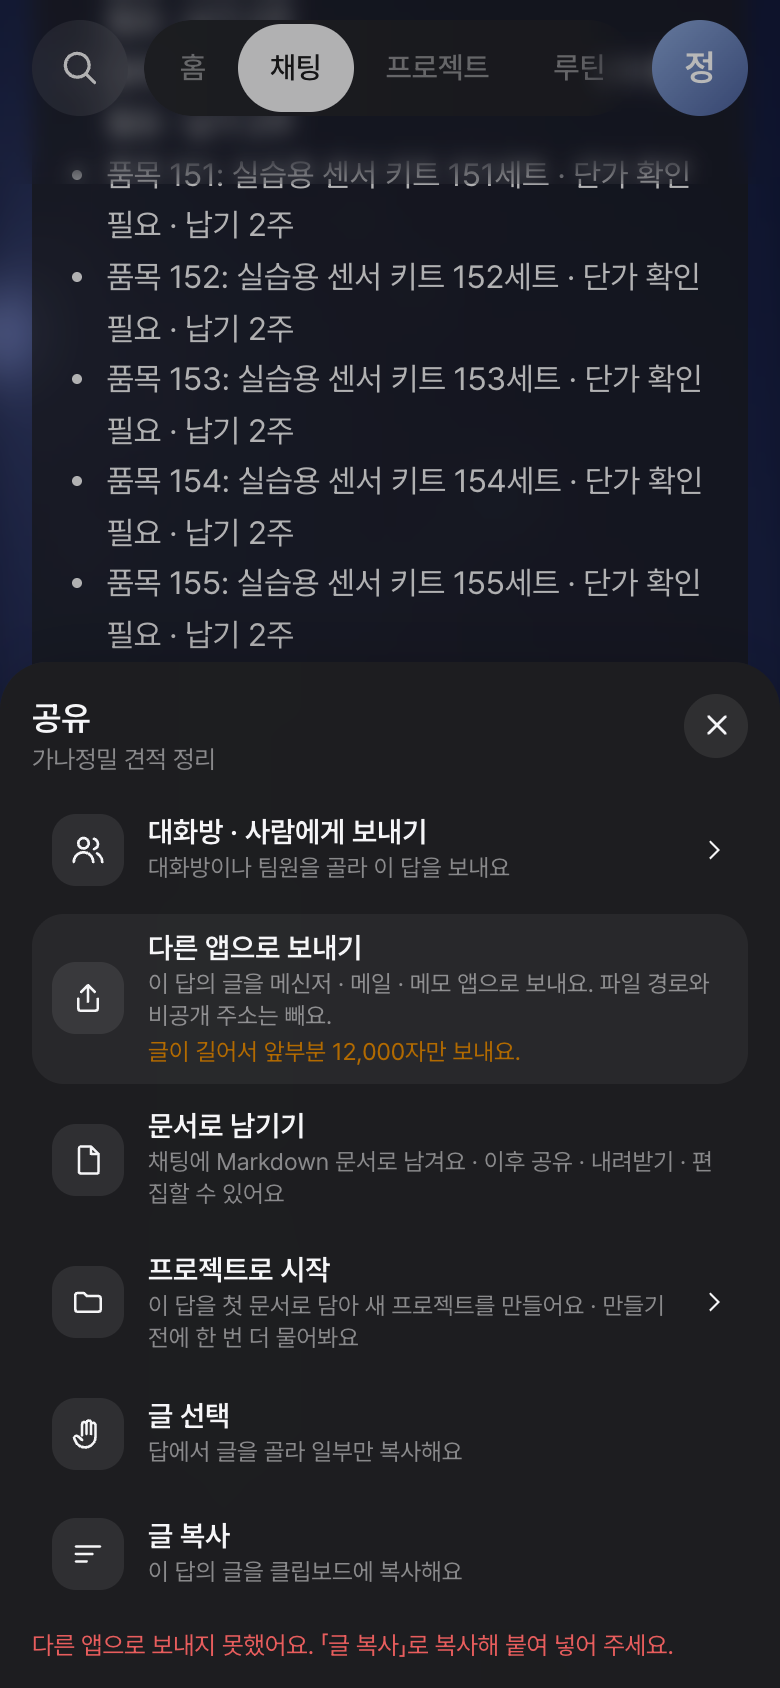 홈
채팅
프로젝트
루틴
정
품목 151: 실습용 센서 키트 151세트 · 단가 확인
필요 · 납기 2주
품목 152: 실습용 센서 키트 152세트 · 단가 확인
필요 · 납기 2주
품목 153: 실습용 센서 키트 153세트 · 단가 확인
필요 · 납기 2주
품목 154: 실습용 센서 키트 154세트 · 단가 확인
필요 · 납기 2주
품목 155: 실습용 센서 키트 155세트 · 단가 확인
필요 · 납기 2주
공유
가나정밀 견적 정리
대화방 · 사람에게 보내기
대화방이나 팀원을 골라 이 답을 보내요
다른 앱으로 보내기
이 답의 글을 메신저 · 메일 · 메모 앱으로 보내요. 파일 경로와
비공개 주소는 빼요.
글이 길어서 앞부분 12,000자만 보내요.
문서로 남기기
채팅에 Markdown 문서로 남겨요 · 이후 공유 · 내려받기 · 편
집할 수 있어요
프로젝트로 시작
이 답을 첫 문서로 담아 새 프로젝트를 만들어요 · 만들기
전에 한 번 더 물어봐요
글 선택
답에서 글을 골라 일부만 복사해요
글 복사
이 답의 글을 클립보드에 복사해요
다른 앱으로 보내지 못했어요. 「글 복사」로 복사해 붙여 넣어 주세요.